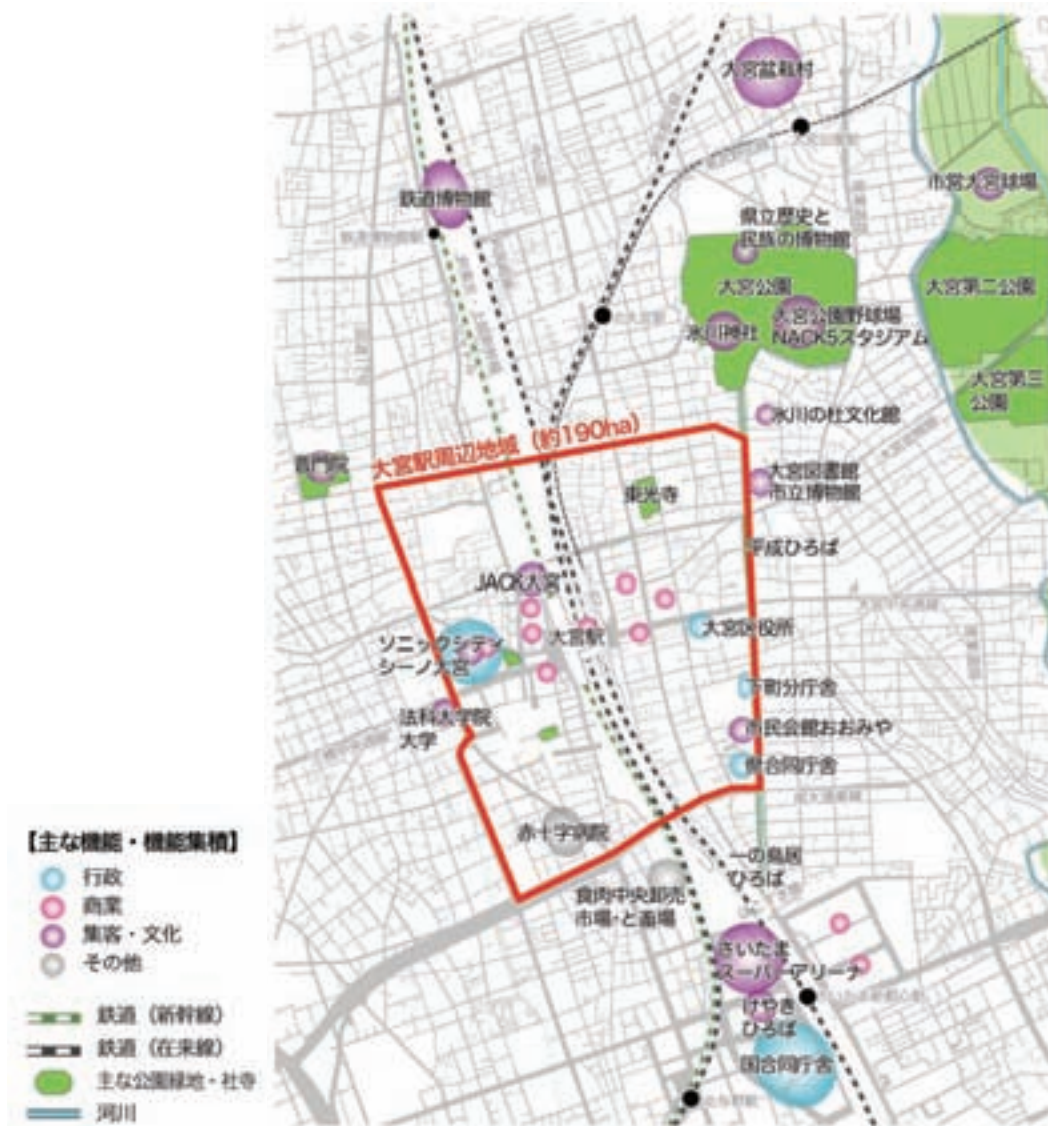 大宮盆栽村
市営大宮球場
鉄道博物館
県立歴史と
民族の博物館
大宮公園
大宮第二公園
氷川神社
大宮公園野球場
NACK5スタジアム
大宮第三
公園
氷川の杜文化館
大宮駅周辺地域（約190ha）
普門院
大宮図書館
市立博物館
東光寺
平成ひろば
JACK大宮
大宮区役所
大宮駅
ソニックシティ
シーノ大宮
下町分庁舎
法科大学院
大学
市民会館おおみや
県合同庁舎
赤十字病院
一の鳥居
ひろば
食肉中央卸売
市場・と畜場
さいたま
スーパーアリーナ
けやき
ひろば
国合同庁舎
【主な機能・機能集積】
行政
商業
集客・文化
その他
鉄道（新幹線）
鉄道（在来線）
主な公園緑地・社寺
河川